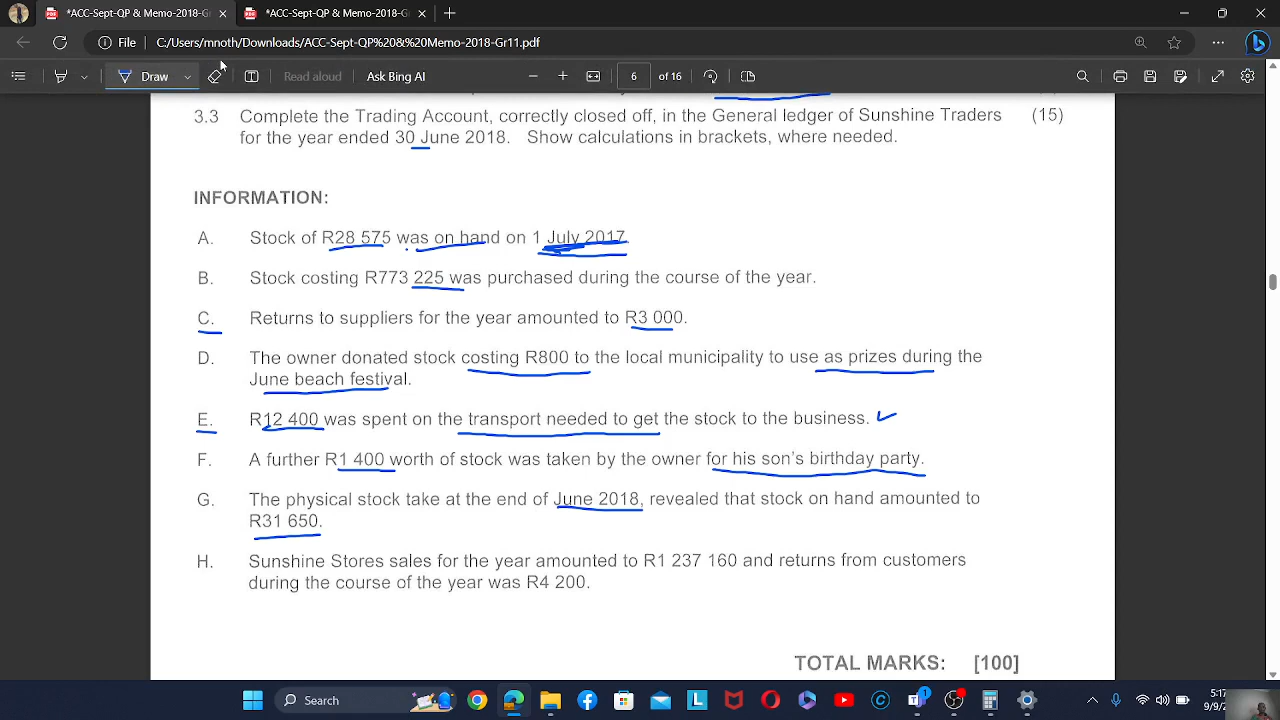 *ACC-Sept-QP & Memo-2018-G
*ACC-Sept-QP & Memo-2018-G
File C:/Users/mnoth/Downloads/ACC-Sept-QP%20&%20Memo-2018-Gr11.pdf
Draw Read aloud Ask Bing AI 6 of 16
3.3 Complete the Trading Account, correctly closed off, in the General ledger of Sunshine Traders (15)
for the year ended 30 June 2018. Show calculations in brackets, where needed.
INFORMATION:
A. Stock of R28 575 was on hand on 1 July 2017.
B. Stock costing R773 225 was purchased during the course of the year.
C. Returns to suppliers for the year amounted to R3 000.
D. The owner donated stock costing R800 to the local municipality to use as prizes during the
June beach festival.
E. R12 400 was spent on the transport needed to get the stock to the business.
F. A further R1 400 worth of stock was taken by the owner for his son's birthday party.
G. The physical stock take at the end of June 2018, revealed that stock on hand amounted to
R31 650.
H. Sunshine Stores sales for the year amounted to R1 237 160 and returns from customers
during the course of the year was R4 200.
TOTAL MARKS: [100]
Search